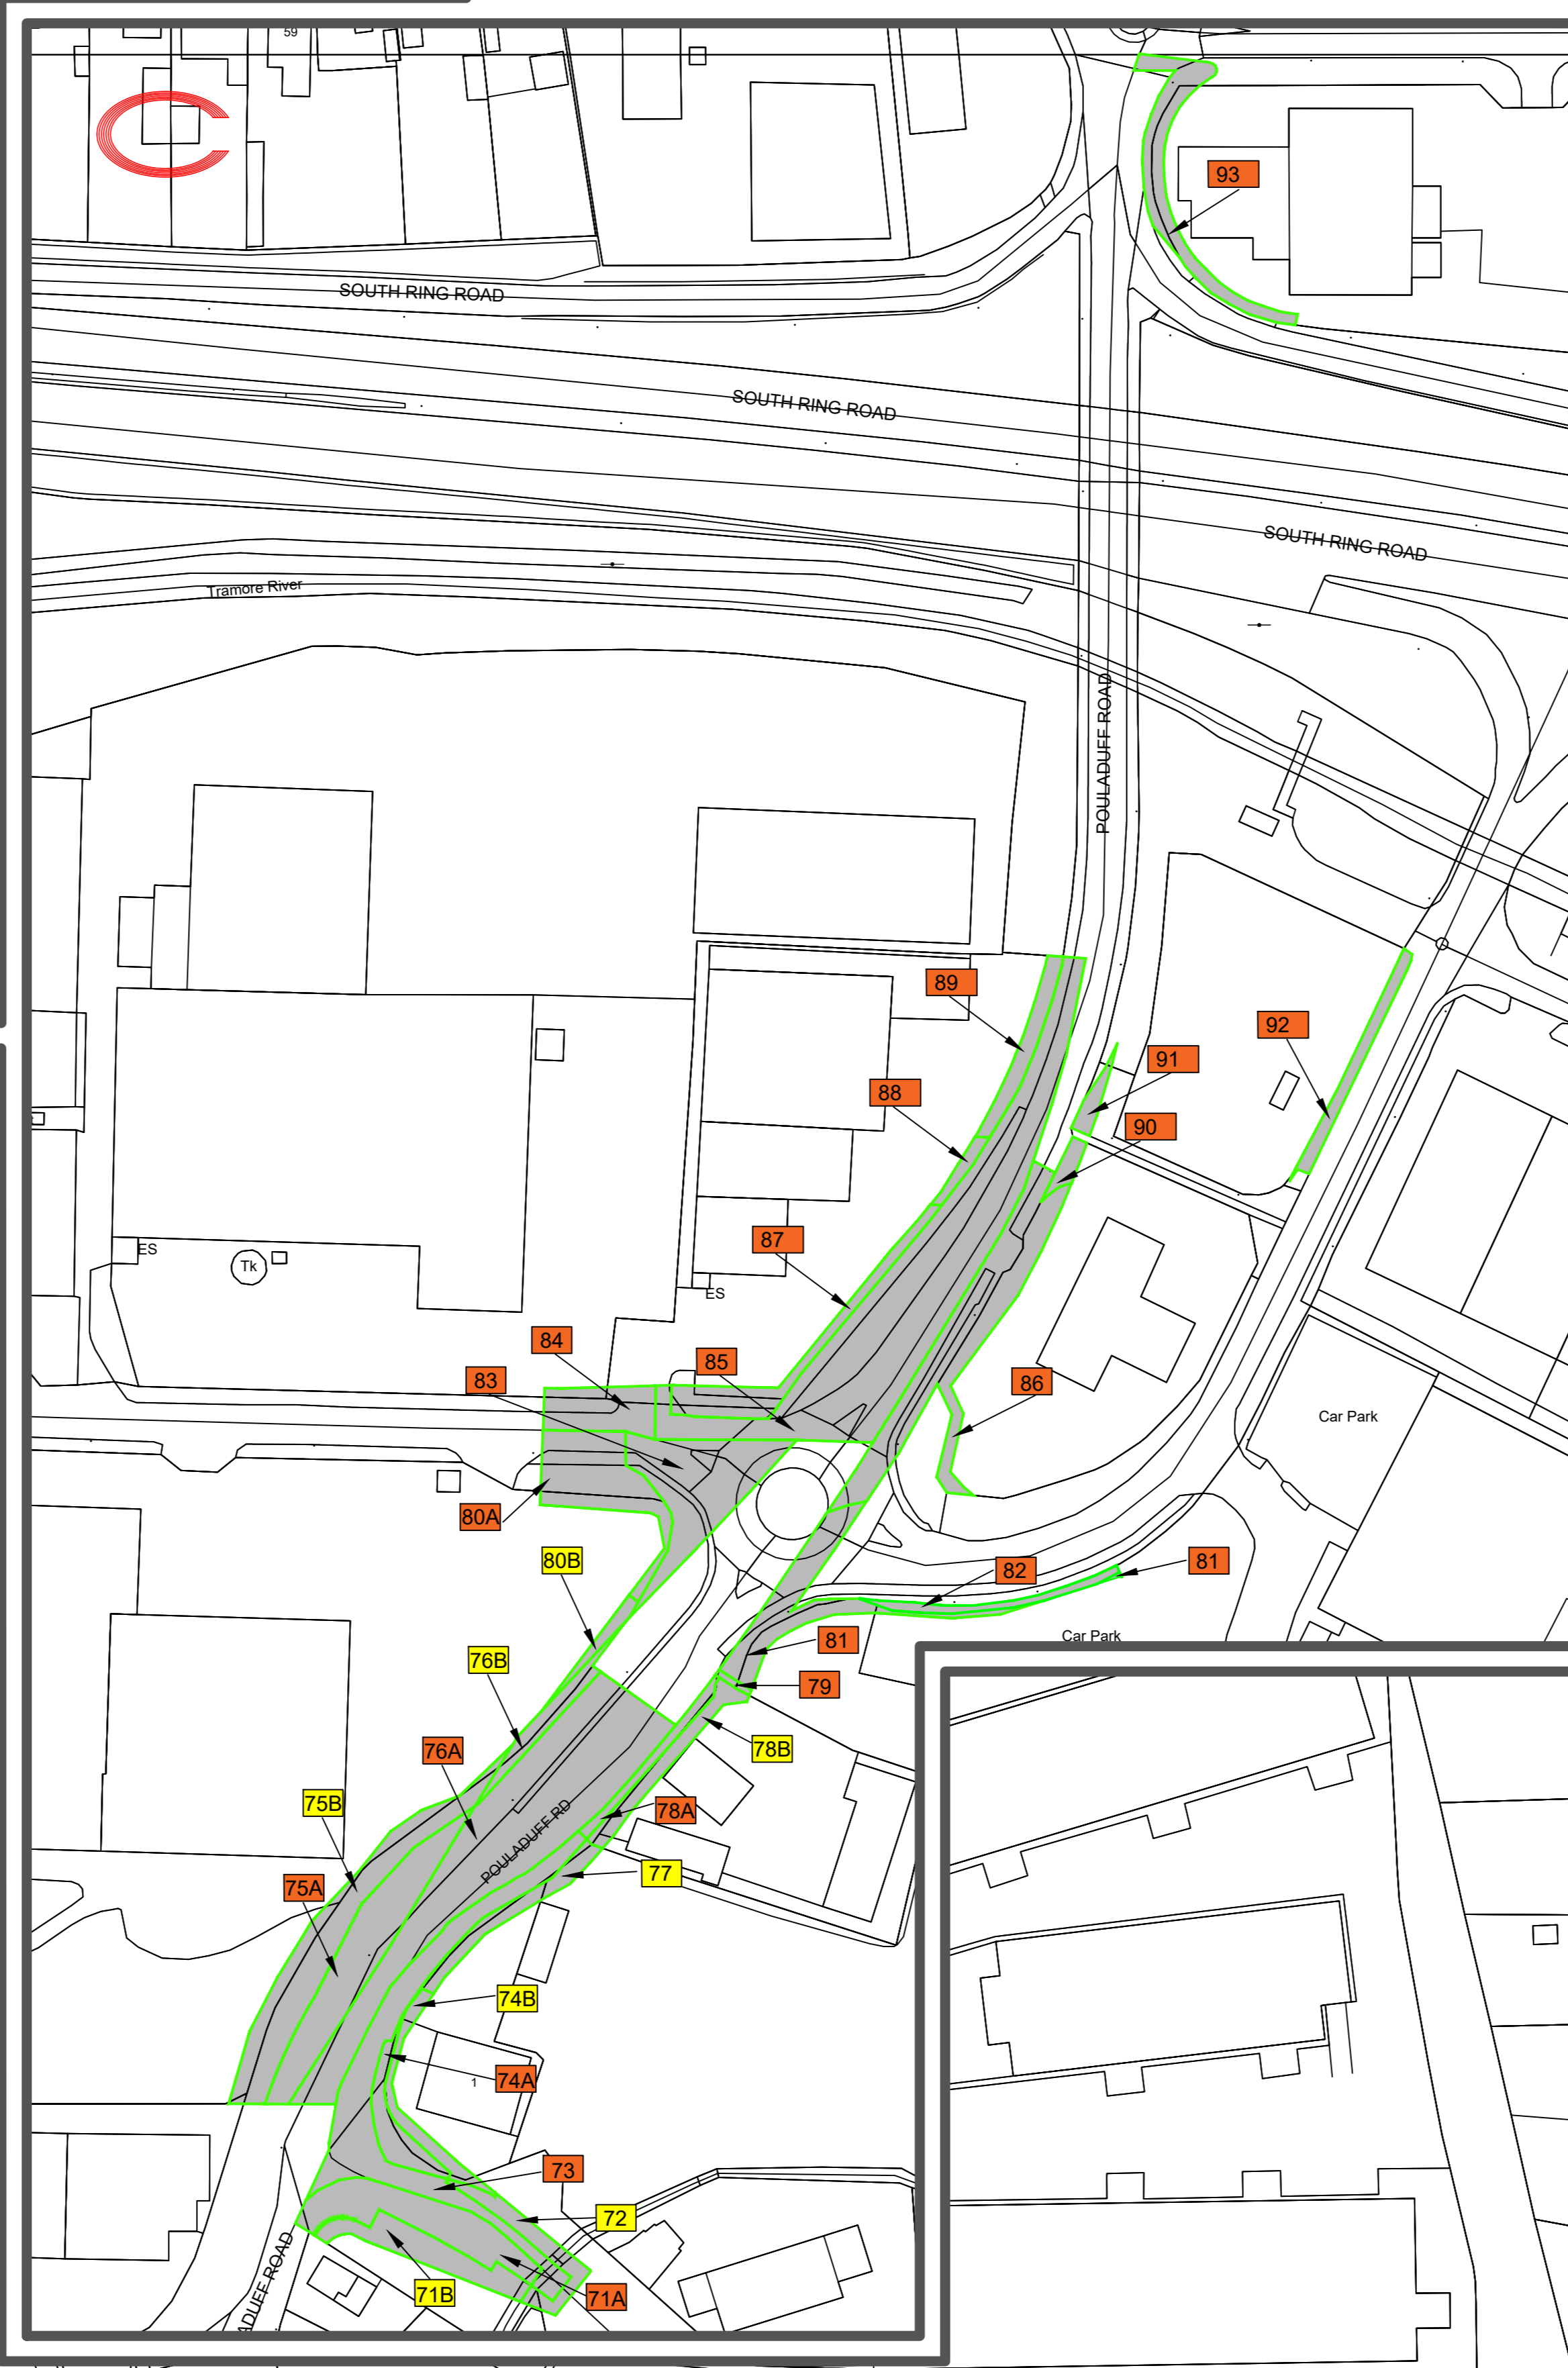 59
C
93
SOUTH RING ROAD
SOUTH RING ROAD
SOUTH RING ROAD
Tramore River
POULADUFF ROAD
89
92
91
88
90
87
ES
Tk
ES
84
85
83
86
Car Park
80A
80B
81
82
Car Park
81
76B
79
78B
76A
75B
78A
POULADUFF RD
77
75A
74B
74A
1
73
72
71B
71A
ADUFF ROAD